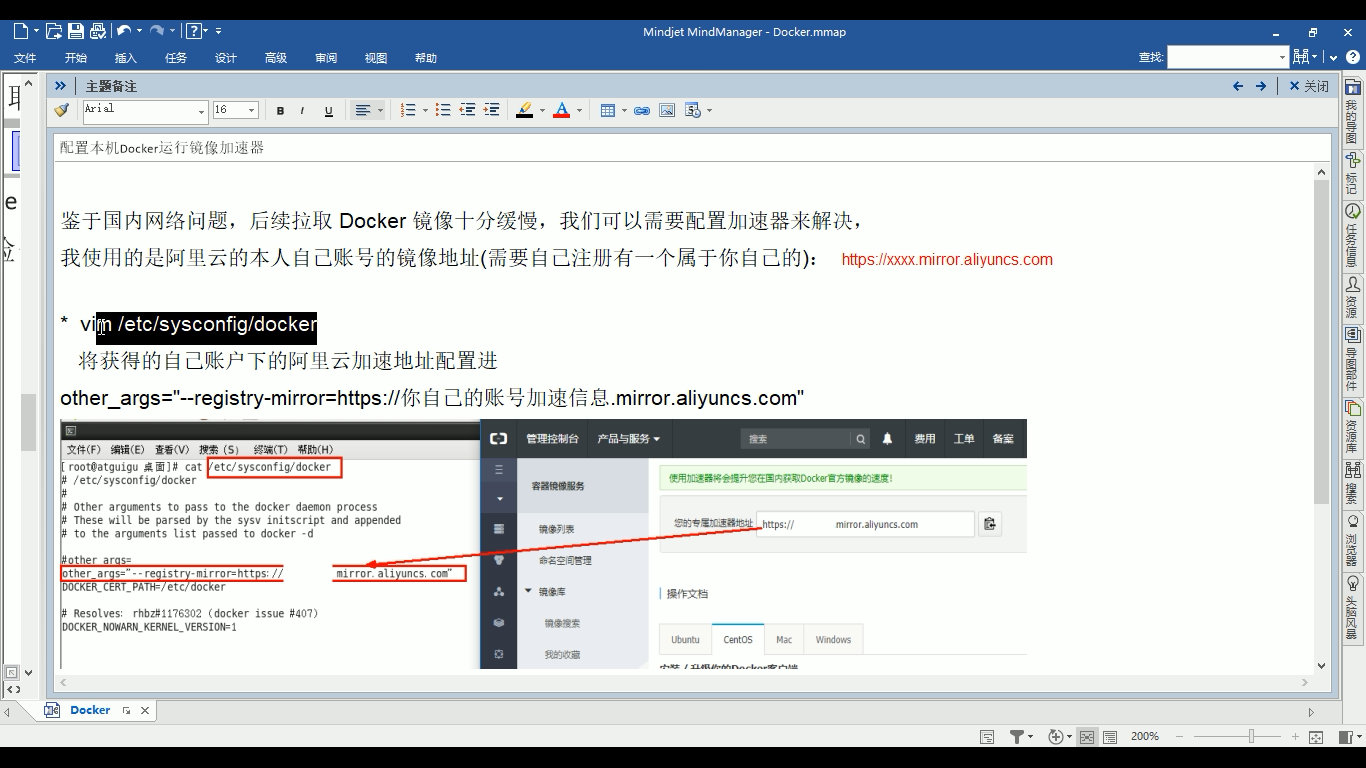 Mindjet MindManager - Docker.mmap
文件 开始 插入 任务 设计 高级 审阅 视图 帮助 查找:
主题备注 关闭
Arial 16 B I U
配置本机Docker运行镜像加速器
鉴于国内网络问题，后续拉取 Docker 镜像十分缓慢，我们可以需要配置加速器来解决，
我使用的是阿里云的本人自己账号的镜像地址(需要自己注册有一个属于你自己的)： https://xxxx.mirror.aliyuncs.com
* vim /etc/sysconfig/docker
将获得的自己账户下的阿里云加速地址配置进
other_args="--registry-mirror=https://你自己的账号加速信息.mirror.aliyuncs.com"
文件(F) 编辑(E) 查看(V) 搜索 (S) 终端(T) 帮助(H)
[root@atguigu 桌面]# cat /etc/sysconfig/docker
# /etc/sysconfig/docker
#
# Other arguments to pass to the docker daemon process
# These will be parsed by the sysv initscript and appended
# to the arguments list passed to docker -d
#other_args=
other_args="--registry-mirror=https://      mirror.aliyuncs.com"
DOCKER_CERT_PATH=/etc/docker
# Resolves: rhbz#1176302 (docker issue #407)
DOCKER_NOWARN_KERNEL_VERSION=1
管理控制台 产品与服务 搜索 费用 工单 备案
容器镜像服务
镜像列表
命名空间管理
镜像库
镜像搜索
我的收藏
使用加速器将会提升您在国内获取Docker官方镜像的速度!
您的专属加速器地址 https://      mirror.aliyuncs.com
操作文档
Ubuntu CentOS Mac Windows
安装 / 升级你的Docker客户端
我的导图
标记
任务信息
资源
导图部件
资源库
搜索
浏览器
头脑风暴
Docker
200%